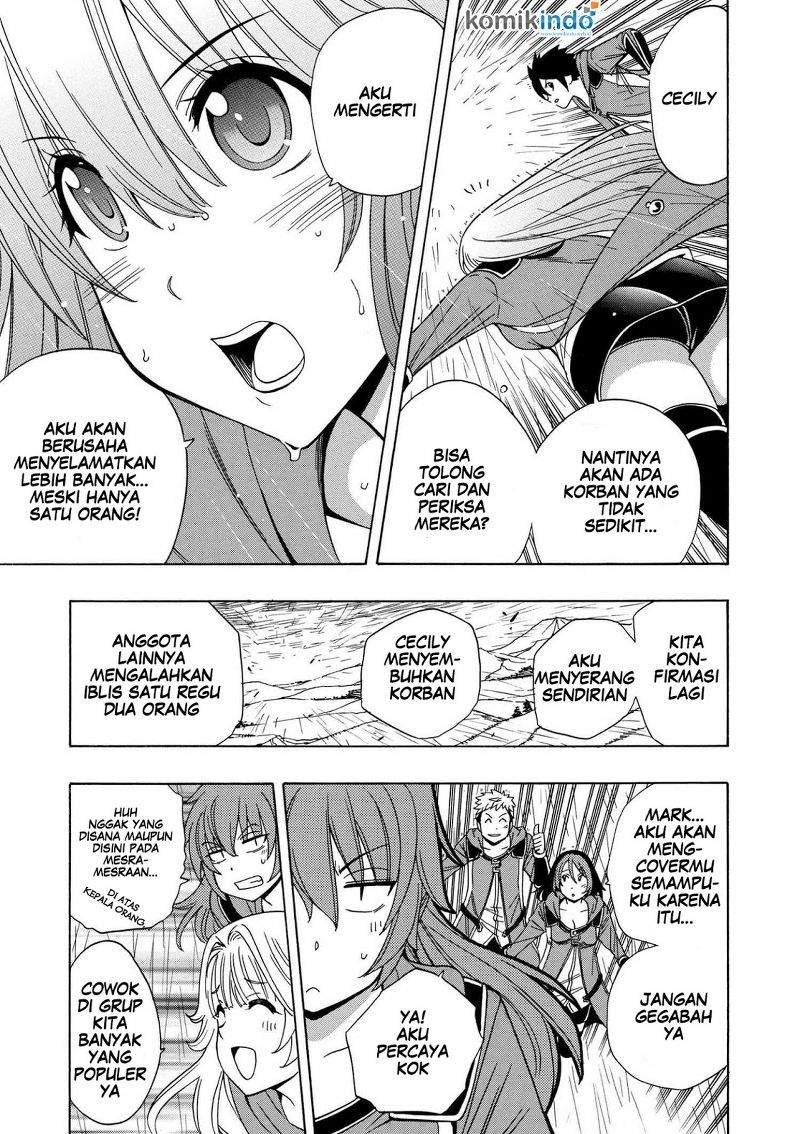 komikindo
CECILY
NANTINYA
AKAN ADA
KORBAN YANG
TIDAK
SEDIKIT...
BISA
TOLONG
CARI DAN
PERIKSA
MEREKA?
AKU
MENGERTI
AKU AKAN
BERUSAHA
MENYELAMATKAN
LEBIH BANYAK...
MESKI HANYA
SATU ORANG!
KITA
KON-
FIRMASI
LAGI
AKU
MENYERANG
SENDIRIAN
CECILY
MENYEM-
BUHKAN
KORBAN
ANGGOTA
LAINNYA
MENGALAHKAN
IBLIS SATU REGU
DUA ORANG
MARK...
AKU AKAN
MENG-
COVERMU
SEMAMPU-
KU KARENA
ITU...
JANGAN
GEGABAH
YA
YA!
AKU
PERCAYA
KOK
HUH
NGGAK YANG
DISANA MAUPUN
DISINI PADA
MESRA-
MESRAAN...
DI ATAS
KEPALA ORANG
COWOK
DI GRUP
KITA
BANYAK
YANG
POPULER
YA